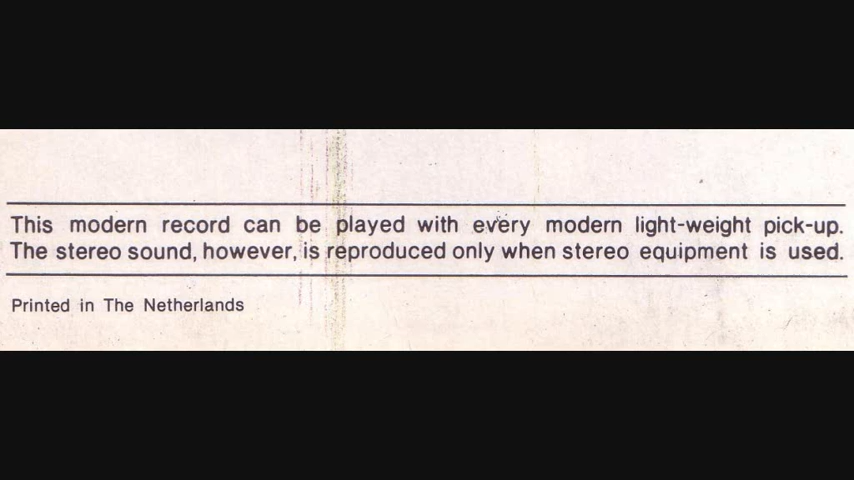 This modern record can be played with every modern light-weight pick-up.
The stereo sound, however, is reproduced only when stereo equipment is used.
Printed in The Netherlands